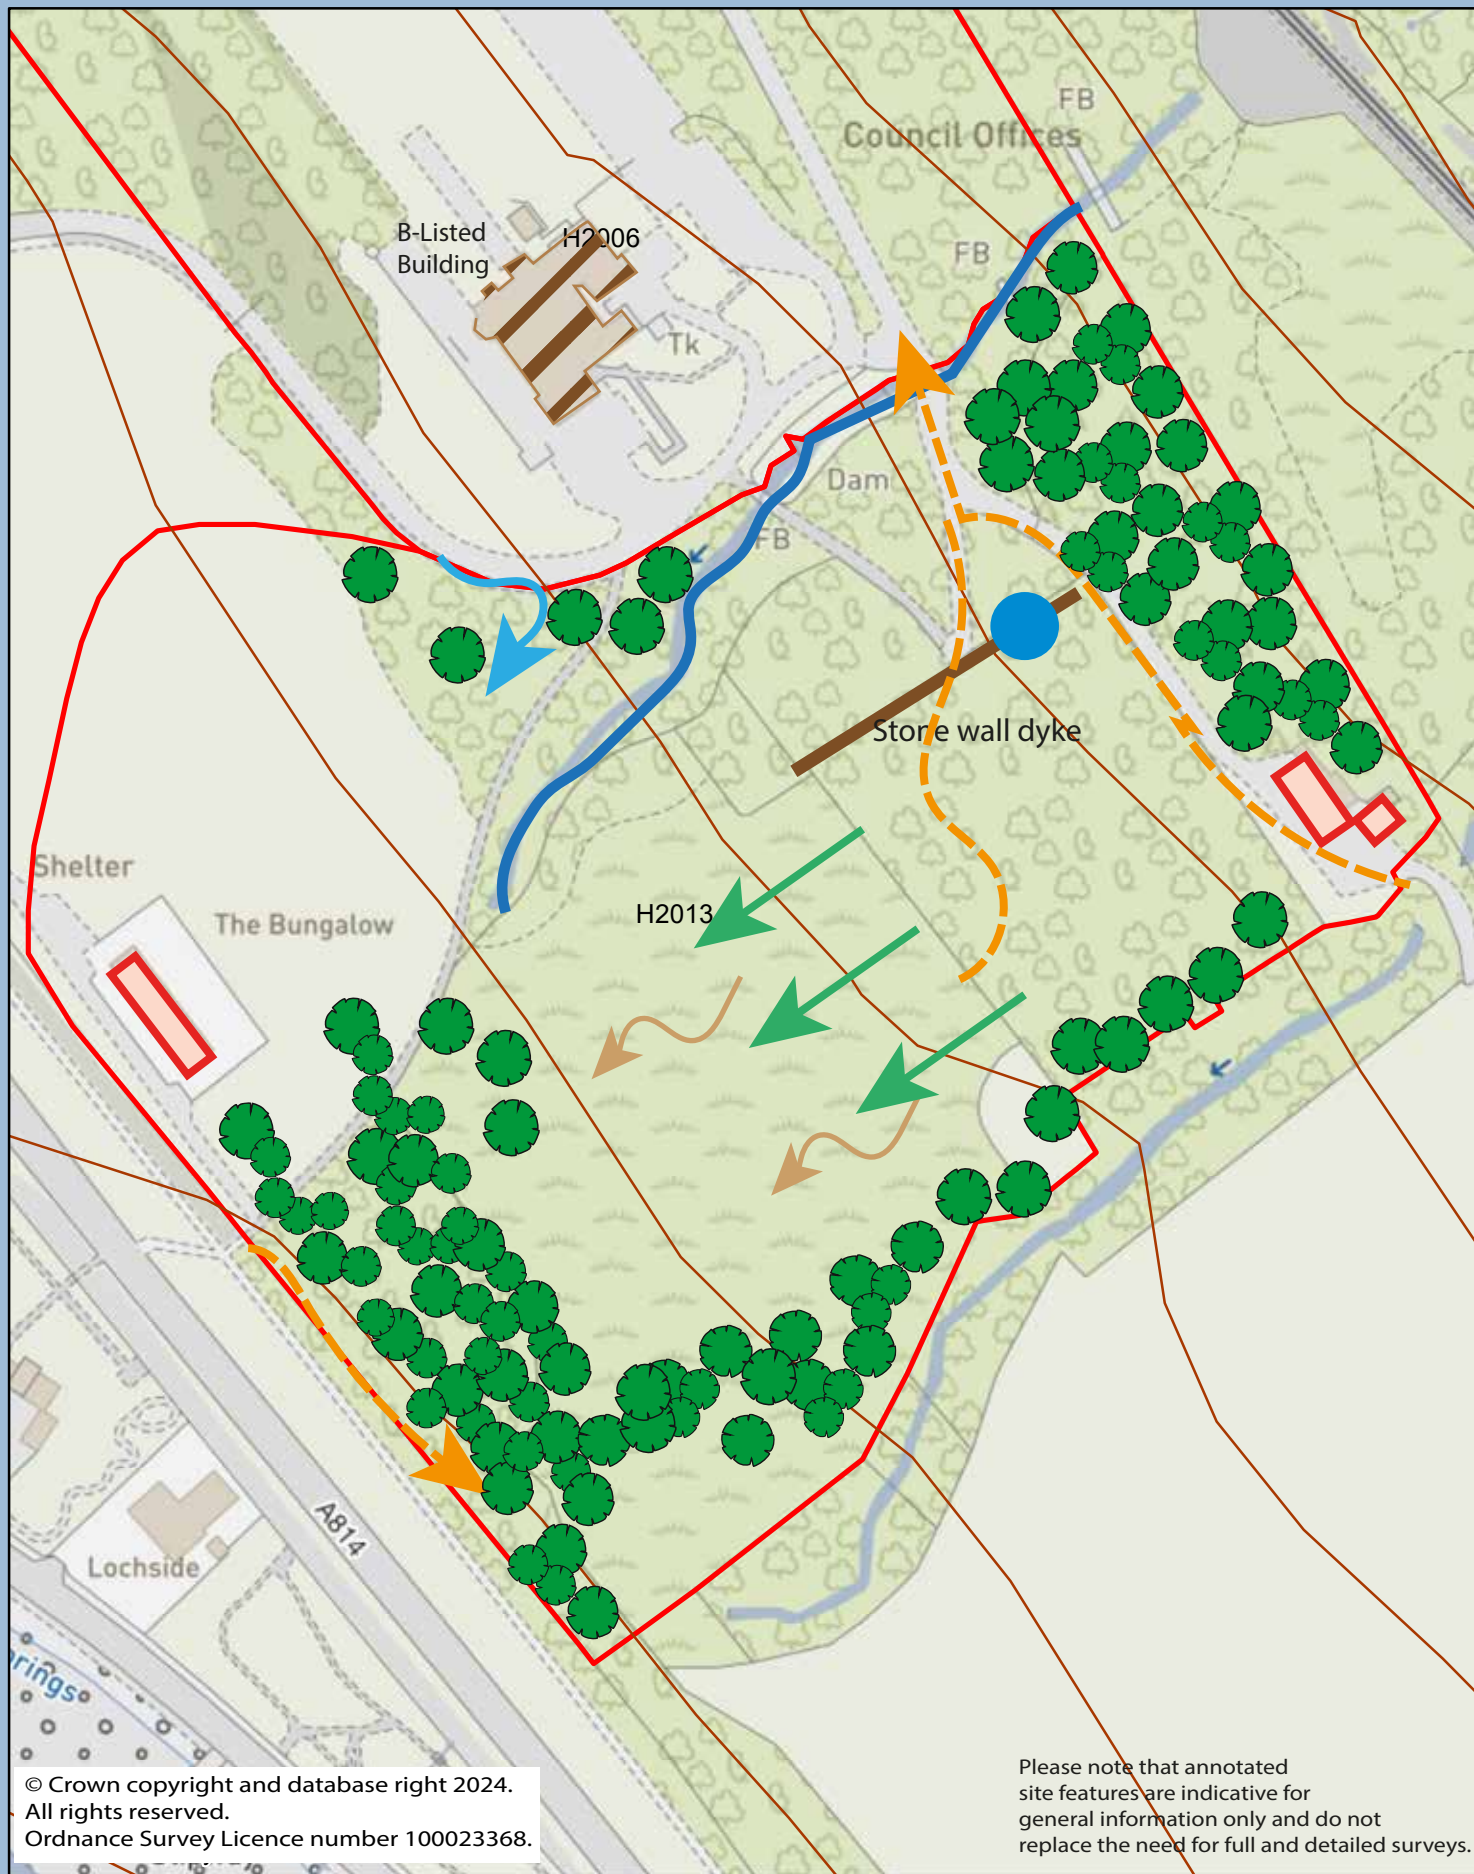 FB
Council Offices
B-Listed
Building
H2006
FB
Tk
Dam
FB
Stone wall dyke
Shelter
The Bungalow
H2013
A814
Lochside
rings
© Crown copyright and database right 2024.
All rights reserved.
Ordnance Survey Licence number 100023368.
Please note that annotated
site features are indicative for
general information only and do not
replace the need for full and detailed surveys.